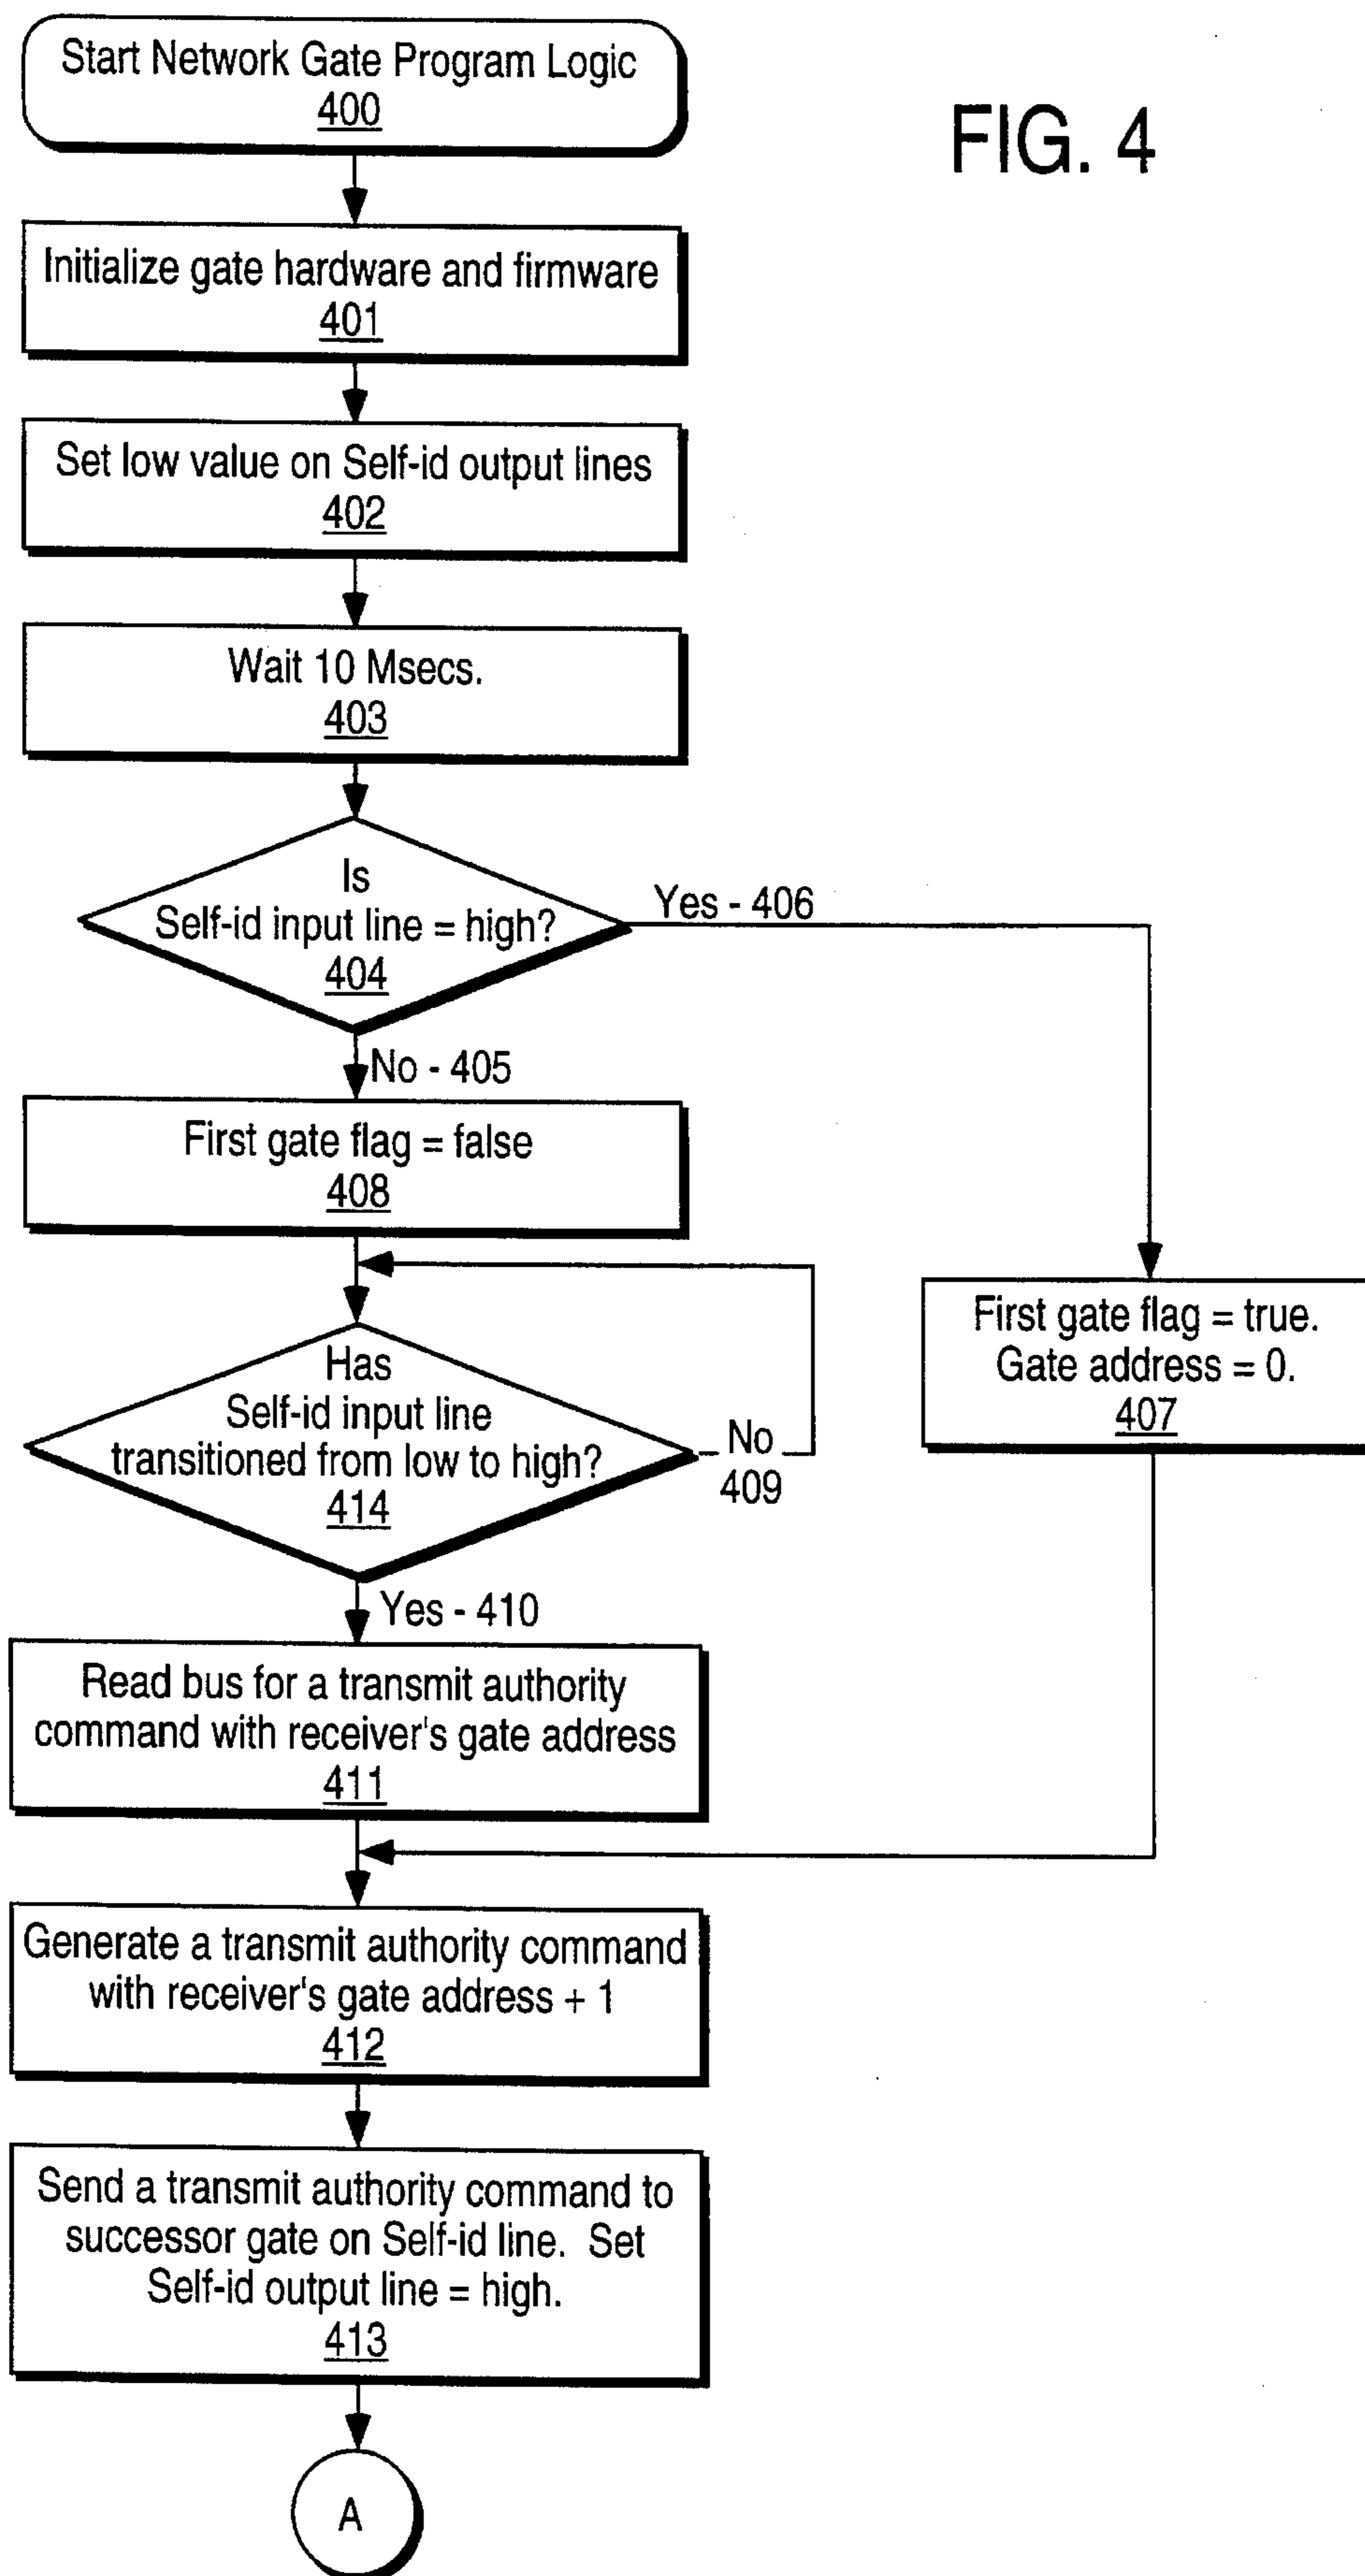 Start Network Gate Program Logic
400
FIG. 4
Initialize gate hardware and firmware
401
Set low value on Self-id output lines
402
Wait 10 Msecs.
403
Is
Self-id input line = high?
404
Yes - 406
No - 405
First gate flag = false
408
First gate flag = true.
Gate address = 0.
407
Has
Self-id input line
transitioned from low to high?
414
No
409
Yes - 410
Read bus for a transmit authority
command with receiver's gate address
411
Generate a transmit authority command
with receiver's gate address + 1
412
Send a transmit authority command to
successor gate on Self-id line. Set
Self-id output line = high.
413
A